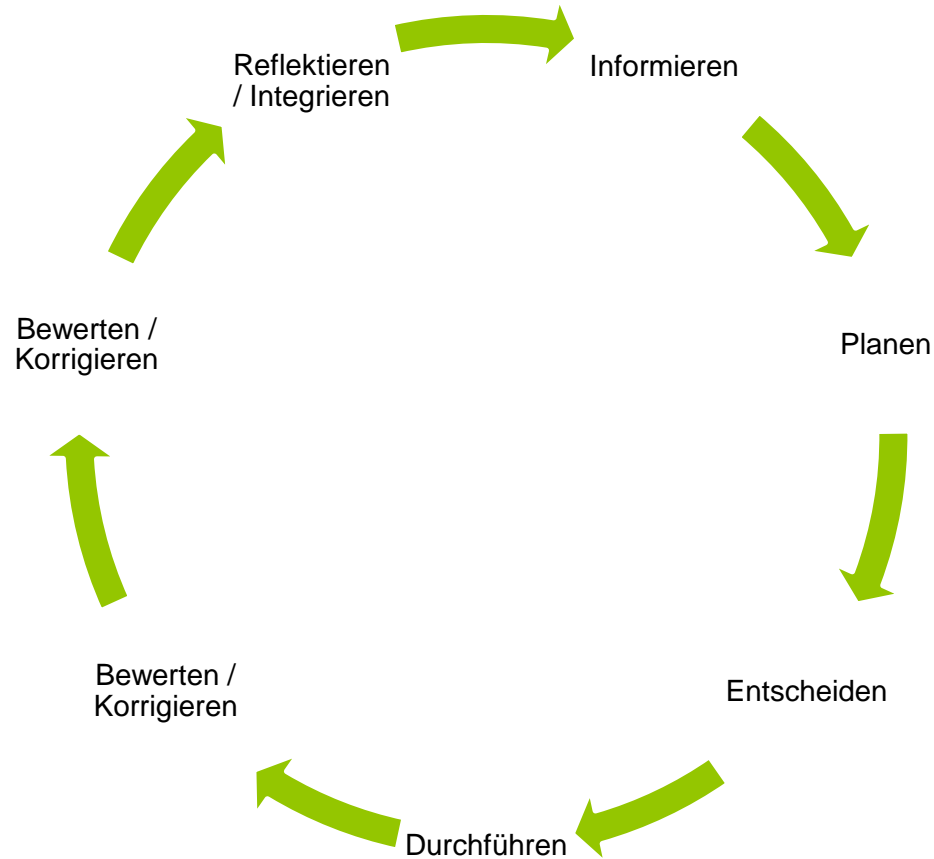 Reflektieren
/ Integrieren
Informieren
Planen
Entscheiden
Durchführen
Bewerten /
Korrigieren
Bewerten /
Korrigieren